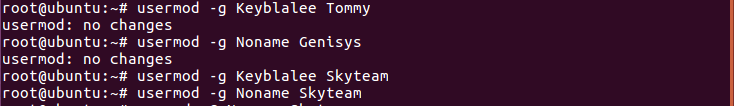 root@ubuntu:~# usermod -g Keyblalee Tommy
usermod: no changes
root@ubuntu:~# usermod -g Noname Genisys
usermod: no changes
root@ubuntu:~# usermod -g Keyblalee Skyteam
root@ubuntu:~# usermod -g Noname Skyteam